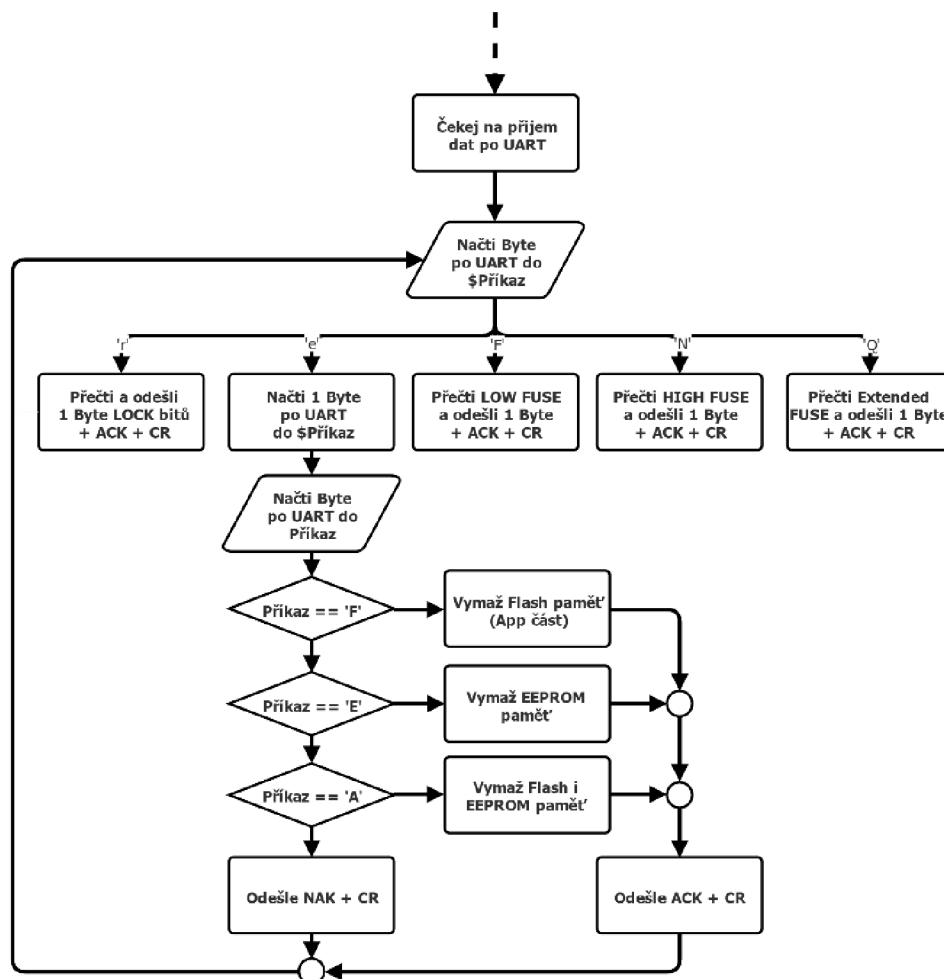 Čekej na přijem
dat po UART
Načti Byte
po UART do
$Příkaz
'r'
'e'
'F'
'N'
'Q'
Přečti a odešli
1 Byte LOCK bitů
+ ACK + CR
Načti 1 Byte
po UART
do $Příkaz
Přečti LOW FUSE
a odešli 1 Byte
+ ACK + CR
Přečti HIGH FUSE
a odešli 1 Byte
+ ACK + CR
Přečti Extended
FUSE a odešli 1 Byte
+ ACK + CR
Načti Byte
po UART do
Příkaz
Příkaz == 'F'
Vymaž Flash paměť
(App část)
Příkaz == 'E'
Vymaž EEPROM
paměť
Příkaz == 'A'
Vymaž Flash i
EEPROM paměť
Odešle NAK + CR
Odešle ACK + CR